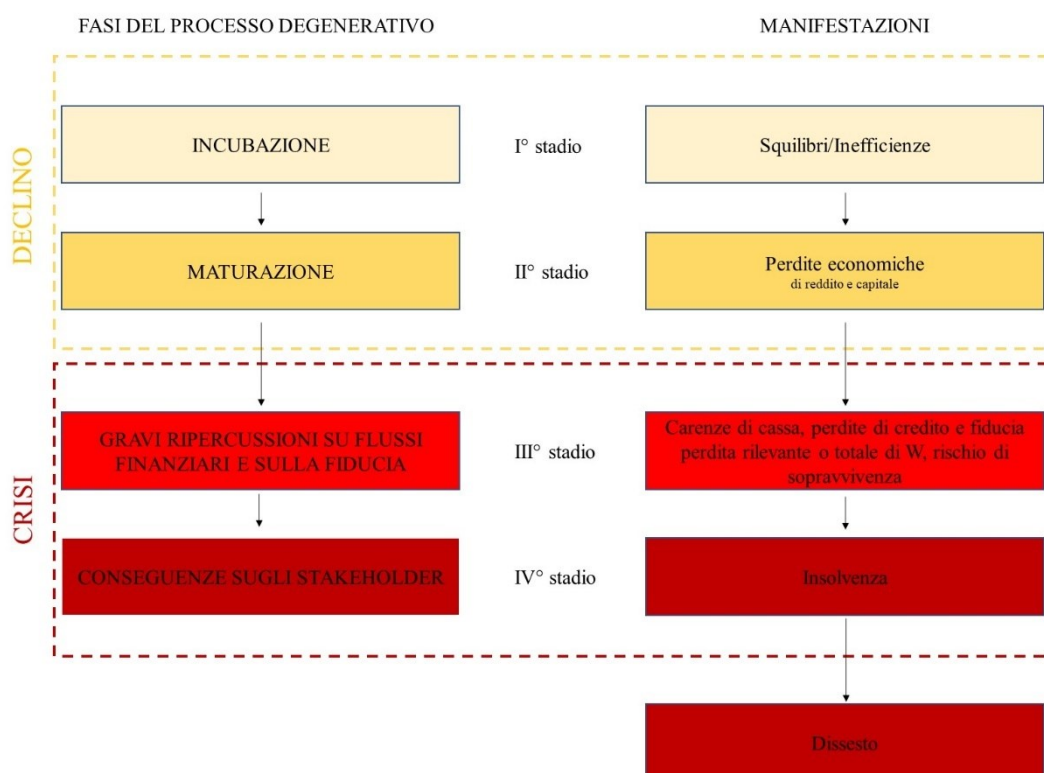 FASI DEL PROCESSO DEGENERATIVO
MANIFESTAZIONI
DECLINO
INCUBAZIONE
I° stadio
Squilibri/Inefficienze
MATURAZIONE
II° stadio
Perdite economiche
di reddito e capitale
CRISI
GRAVI RIPERCUSSIONI SU FLUSSI
FINANZIARI E SULLA FIDUCIA
III° stadio
Carenze di cassa, perdite di credito e fiducia
perdita rilevante o totale di W, rischio di
sopravvivenza
CONSEGUENZE SUGLI STAKEHOLDER
IV° stadio
Insolvenza
Dissesto